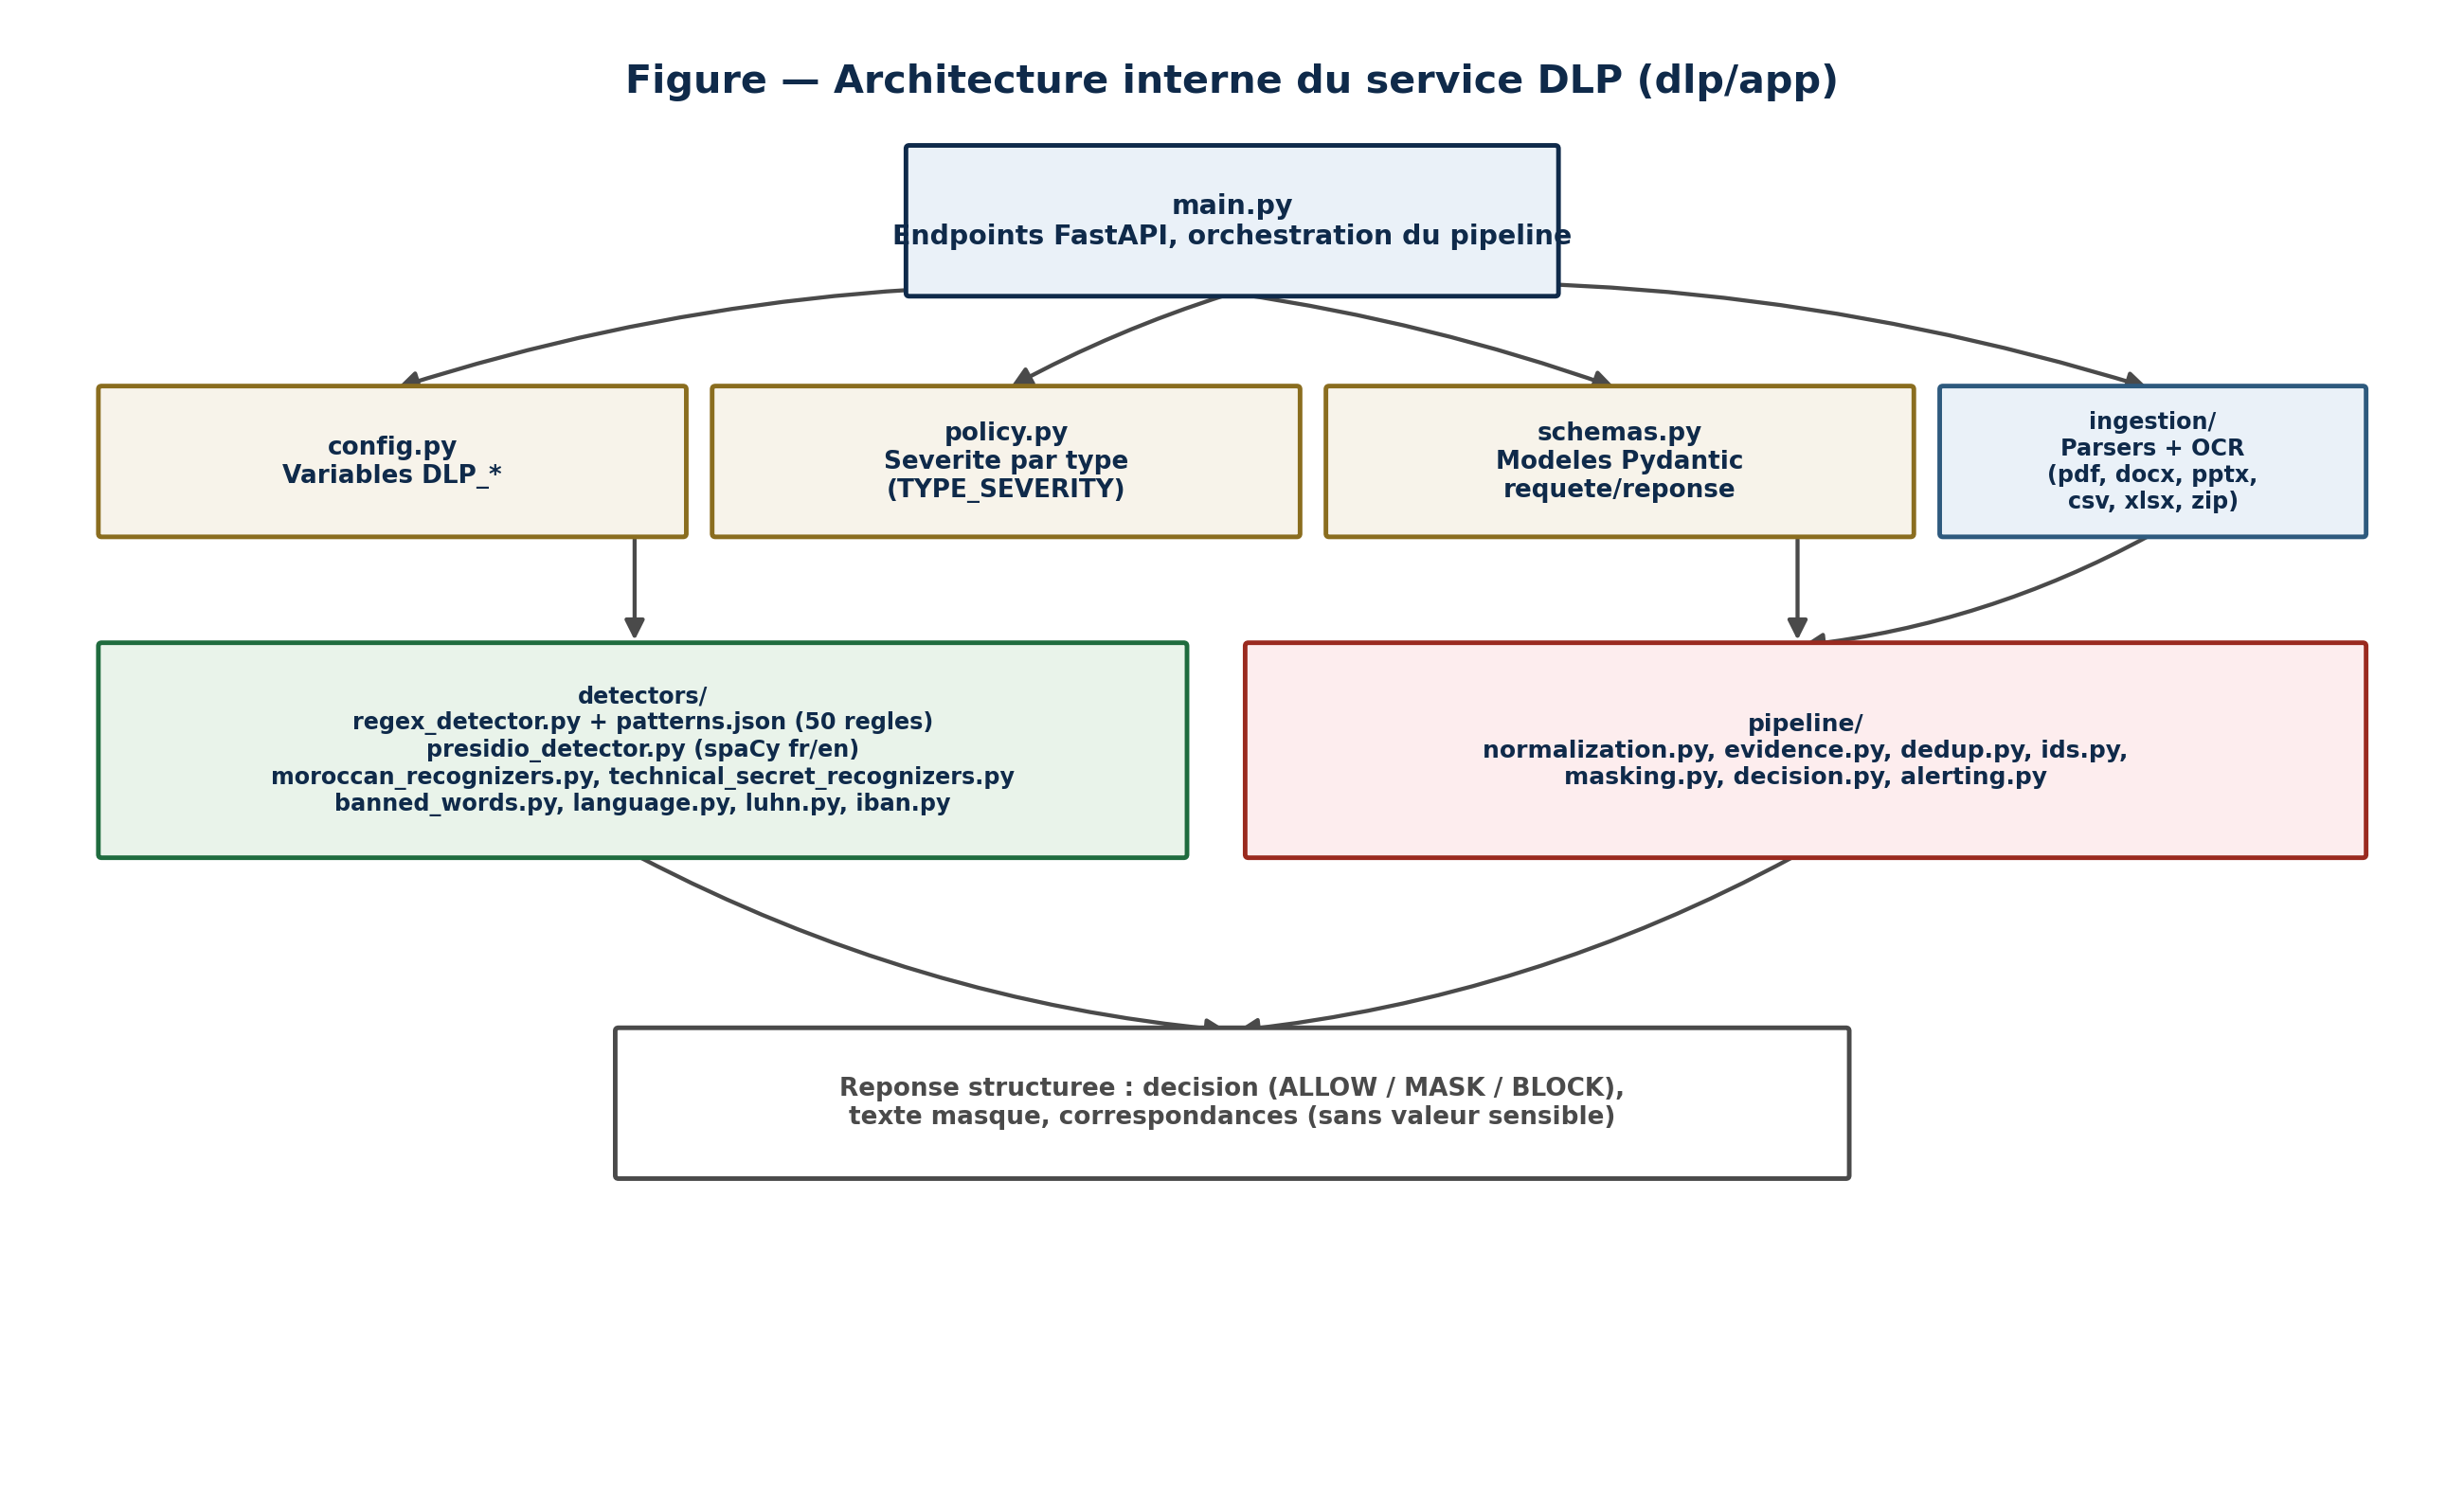 Figure — Architecture interne du service DLP (dlp/app)
main.py
Endpoints FastAPI, orchestration du pipeline
config.py
Variables DLP_*
policy.py
Severite par type
(TYPE_SEVERITY)
schemas.py
Modeles Pydantic
requete/reponse
ingestion/
Parsers + OCR
(pdf, docx, pptx,
csv, xlsx, zip)
detectors/
regex_detector.py + patterns.json (50 regles)
presidio_detector.py (spaCy fr/en)
moroccan_recognizers.py, technical_secret_recognizers.py
banned_words.py, language.py, luhn.py, iban.py
pipeline/
normalization.py, evidence.py, dedup.py, ids.py,
masking.py, decision.py, alerting.py
Reponse structuree : decision (ALLOW / MASK / BLOCK),
texte masque, correspondances (sans valeur sensible)